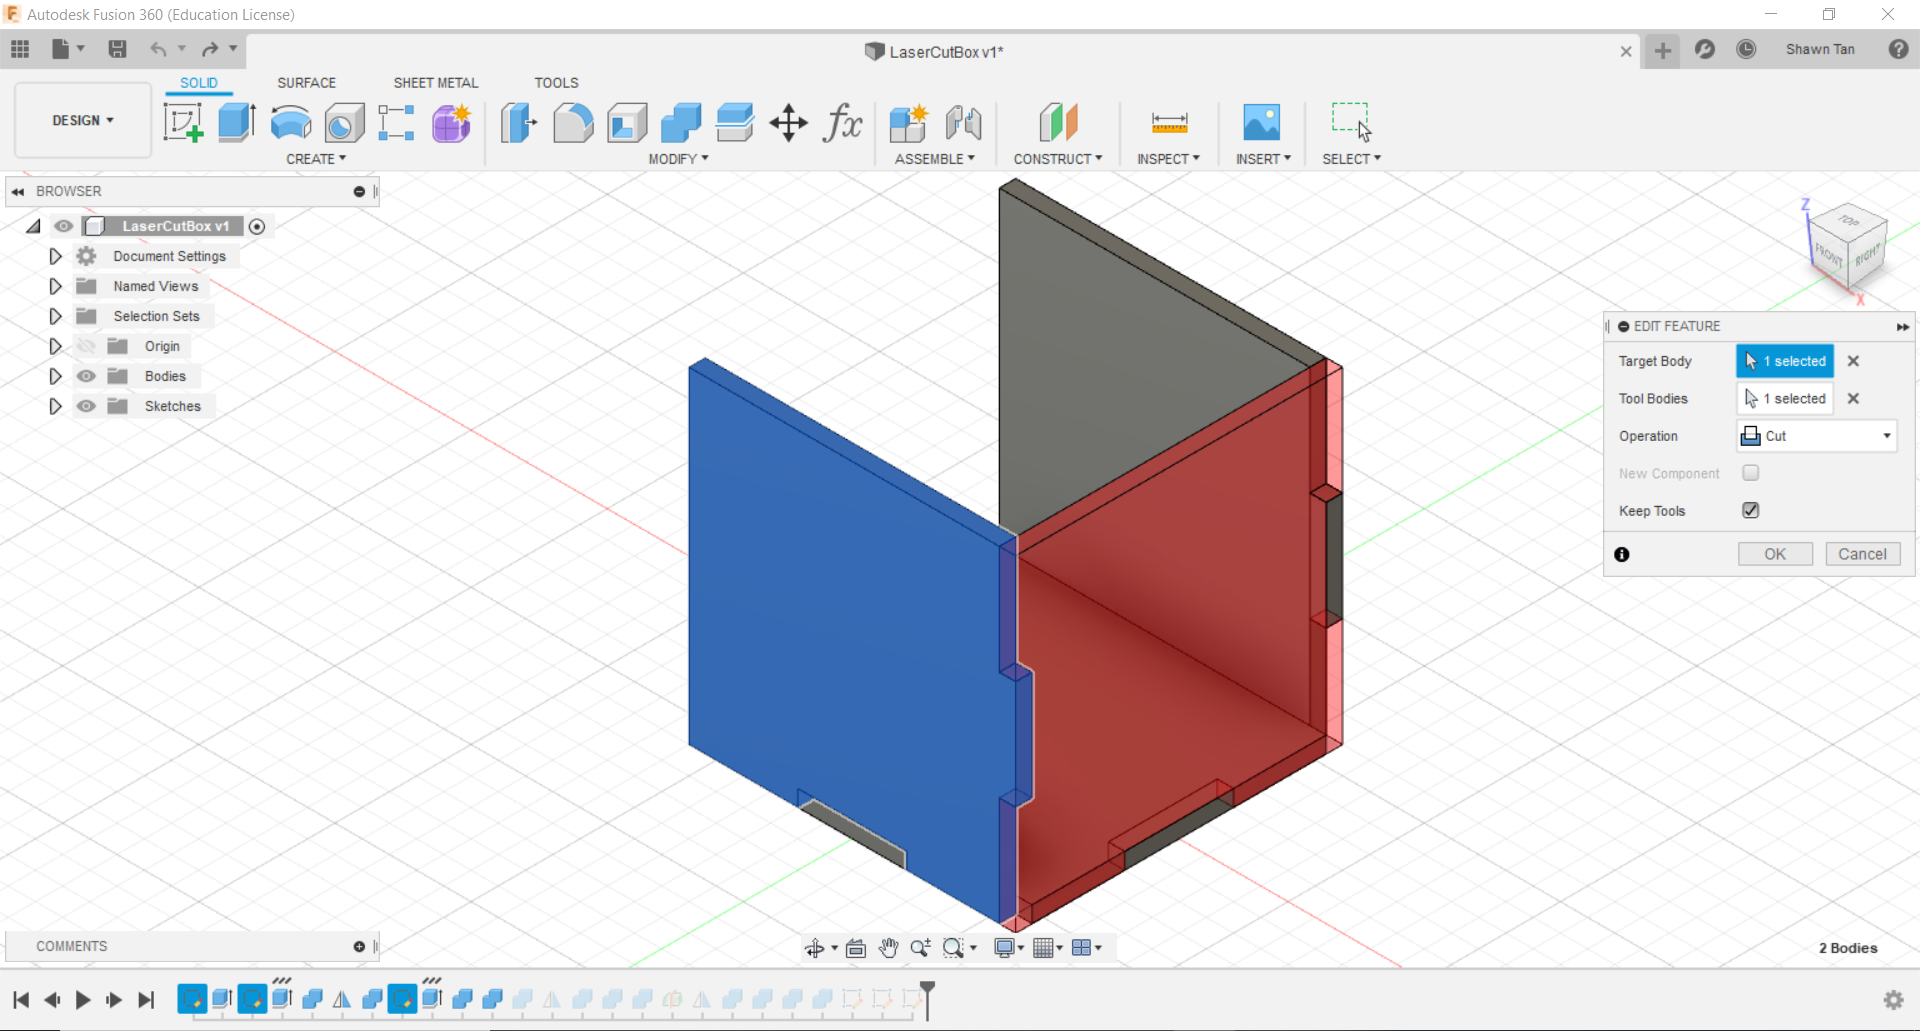 Autodesk Fusion 360 (Education License)
LaserCutBox v1*
Shawn Tan
SOLID SURFACE SHEET METAL TOOLS
DESIGN
CREATE MODIFY ASSEMBLE CONSTRUCT INSPECT INSERT SELECT
BROWSER
LaserCutBox v1
Document Settings
Named Views
Selection Sets
Origin
Bodies
Sketches
Z
TOP
FRONT RIGHT
X
EDIT FEATURE
Target Body 1 selected
Tool Bodies 1 selected
Operation Cut
New Component
Keep Tools
OK Cancel
COMMENTS
2 Bodies